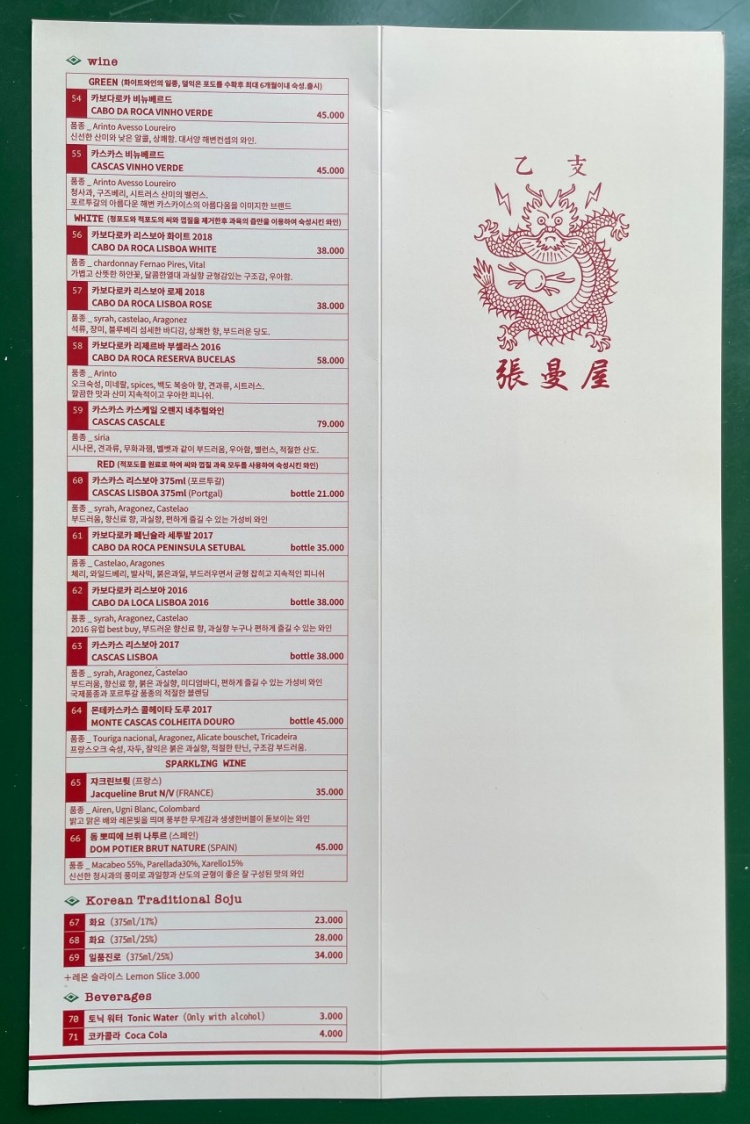 wine
GREEN (화이트와인의 일종, 덜익은 포도를 수확후 최대 6개월이내 숙성.출시)
54 카보다로카 비뉴베르드
CABO DA ROCA VINHO VERDE 45.000
품종 _ Arinto Avesso Loureiro
신선한 산미와 낮은 알콜, 상쾌함. 대서양 해변컨셉의 와인.
55 카스카스 비뉴베르드
CASCAS VINHO VERDE 45.000
품종 _ Arinto Avesso Loureiro
청사과, 구즈베리, 시트러스 산미의 밸런스.
포르투갈의 아름다운 해변 카스카이스의 아름다움을 이미지한 브랜드
WHITE (청포도와 적포도의 씨와 껍질을 제거한후 과육의 즙만을 이용하여 숙성시킨 와인)
56 카보다로카 리스보아 화이트 2018
CABO DA ROCA LISBOA WHITE 38.000
품종 _ chardonnay Fernao Pires, Vital
가볍고 산뜻한 하얀꽃, 달콤한열대 과실향 균형감있는 구조감, 우아함.
57 카보다로카 리스보아 로제 2018
CABO DA ROCA LISBOA ROSE 38.000
품종 _ syrah, castelao, Aragonez
석류, 장미, 블루베리 섬세한 바디감, 상쾌한 향, 부드러운 당도.
58 카보다로카 리제르바 부셀라스 2016
CABO DA ROCA RESERVA BUCELAS 58.000
품종 _ Arinto
오크숙성, 미네랄, spices, 백도 복숭아 향, 견과류, 시트러스.
깔끔한 맛과 산미 지속적이고 우아한 피니쉬.
59 카스카스 카스케일 오렌지 네추럴와인
CASCAS CASCALE 79.000
품종 _ siria
시나몬, 견과류, 무화과잼, 벨벳과 같이 부드러움, 우아함, 밸런스, 적절한 산도.
RED (적포도를 원료로 하여 씨와 껍질 과육 모두를 사용하여 숙성시킨 와인)
60 카스카스 리스보아 375ml (포르투갈)
CASCAS LISBOA 375ml (Portgal) bottle 21.000
품종 _ syrah, Aragonez, Castelao
부드러움, 향신료 향, 과실향, 편하게 즐길 수 있는 가성비 와인
61 카보다로카 페닌슐라 세투발 2017
CABO DA ROCA PENINSULA SETUBAL bottle 35.000
품종 _ Castelao, Aragones
체리, 와일드베리, 발사믹, 붉은과일, 부드러우면서 균형 잡히고 지속적인 피니쉬
62 카보다로카 리스보아 2016
CABO DA LOCA LISBOA 2016 bottle 38.000
품종 _ syrah, Aragonez, Castelao
2016 유럽 best buy, 부드러운 향신료 향, 과실향 누구나 편하게 즐길 수 있는 와인
63 카스카스 리스보아 2017
CASCAS LISBOA bottle 38.000
품종 _ syrah, Aragonez, Castelao
부드러움, 향신료 향, 붉은 과실향, 미디엄바디, 편하게 즐길 수 있는 가성비 와인
국제품종과 포르투갈 품종의 적절한 블렌딩
64 몬테카스카스 콜헤이타 도루 2017
MONTE CASCAS COLHEITA DOURO bottle 45.000
품종 _ Touriga nacional, Aragonez, Alicate bouschet, Tricadeira
프랑스오크 숙성, 자두, 잘익은 붉은 과실향, 적절한 탄닌, 구조감 부드러움.
SPARKLING WINE
65 쟈크린브륏 (프랑스)
Jacqueline Brut N/V (FRANCE) 35.000
품종 _ Airen, Ugni Blanc, Colombard
밝고 맑은 배와 레몬빛을 띄며 풍부한 무게감과 생생한버블이 돋보이는 와인
66 돔 뽀띠에 브뤼 나투르 (스페인)
DOM POTIER BRUT NATURE (SPAIN) 45.000
품종 _ Macabeo 55%, Parellada30%, Xarello15%
신선한 청사과의 풍미로 과일향과 산도의 균형이 좋은 잘 구성된 맛의 와인
Korean Traditional Soju
67 화요 (375ml/17%) 23.000
68 화요 (375ml/25%) 28.000
69 일품진로 (375ml/25%) 34.000
+레몬 슬라이스 Lemon Slice 3.000
Beverages
70 토닉 워터 Tonic Water (Only with alcohol) 3.000
71 코카콜라 Coca Cola 4.000
乙 支
張曼屋